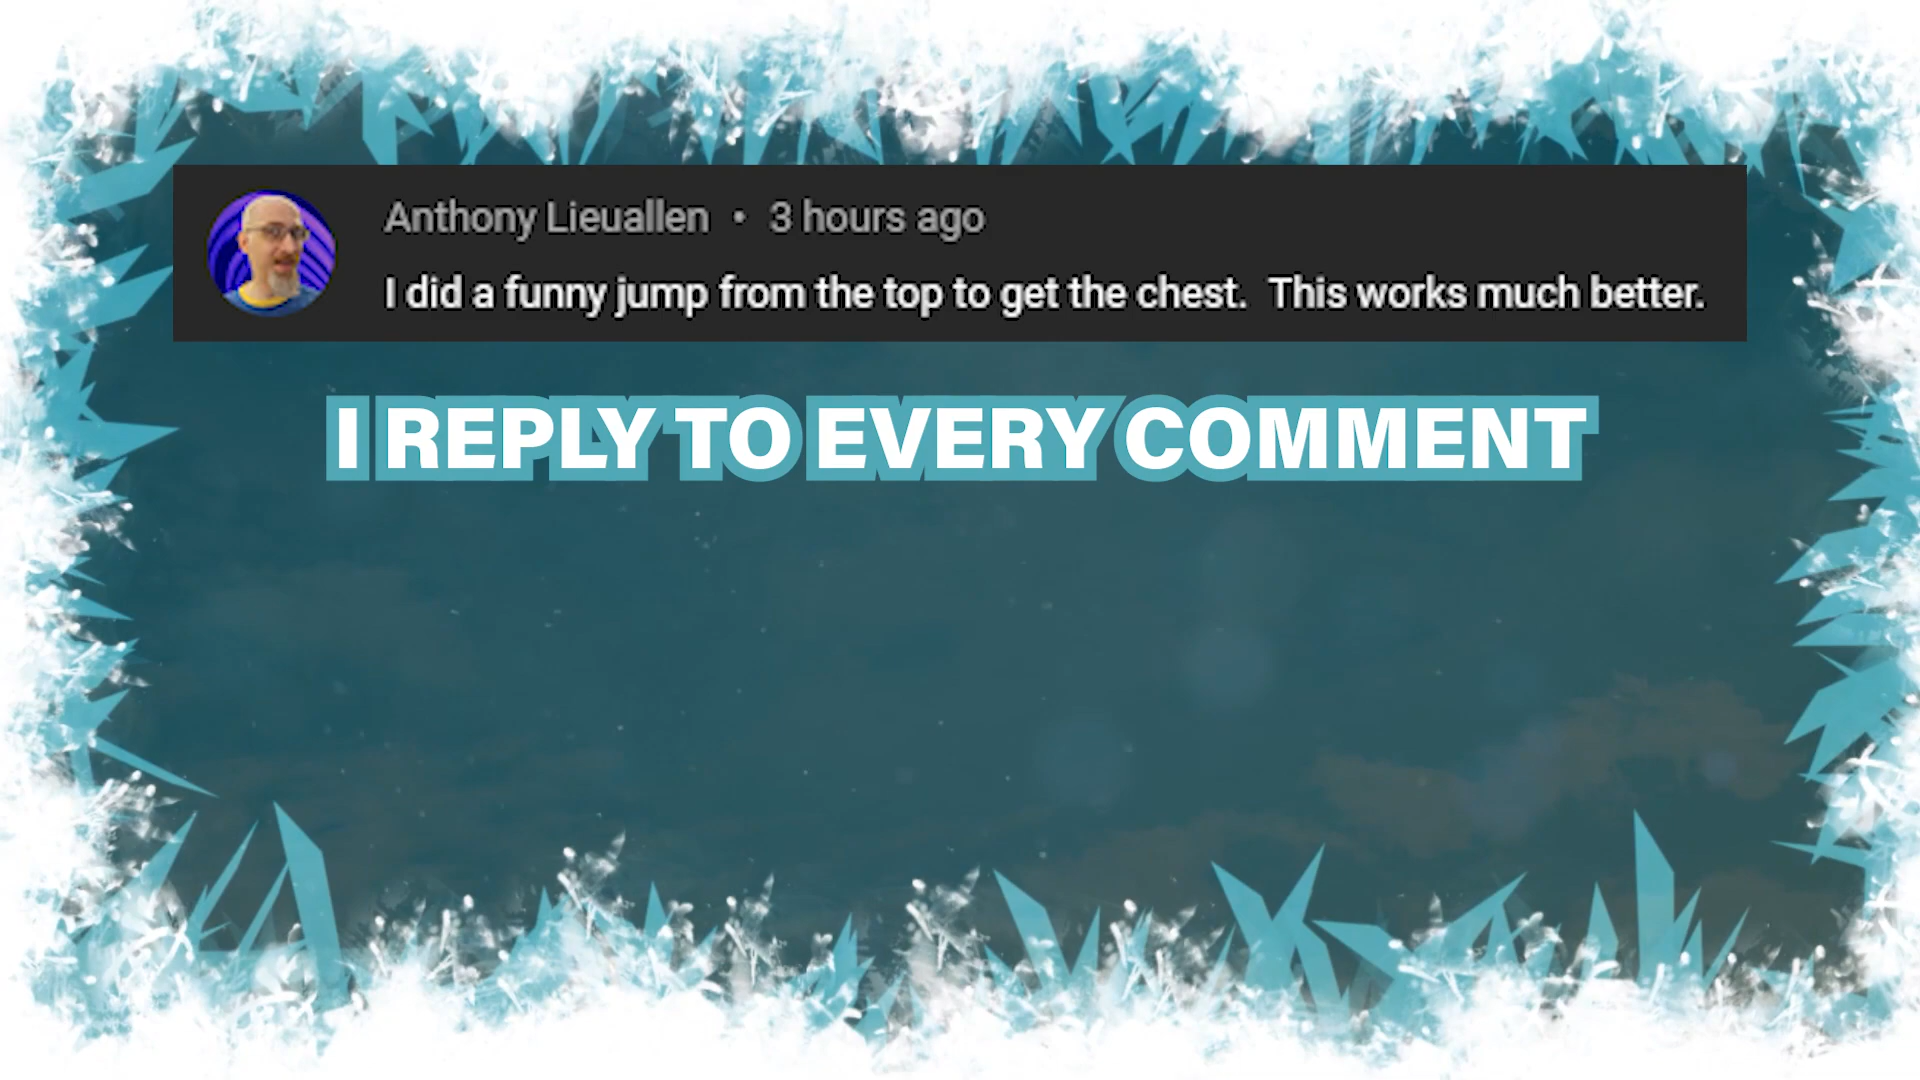 Anthony Lieuallen • 3 hours ago
I did a funny jump from the top to get the chest.  This works much better.
I REPLY TO EVERY COMMENT